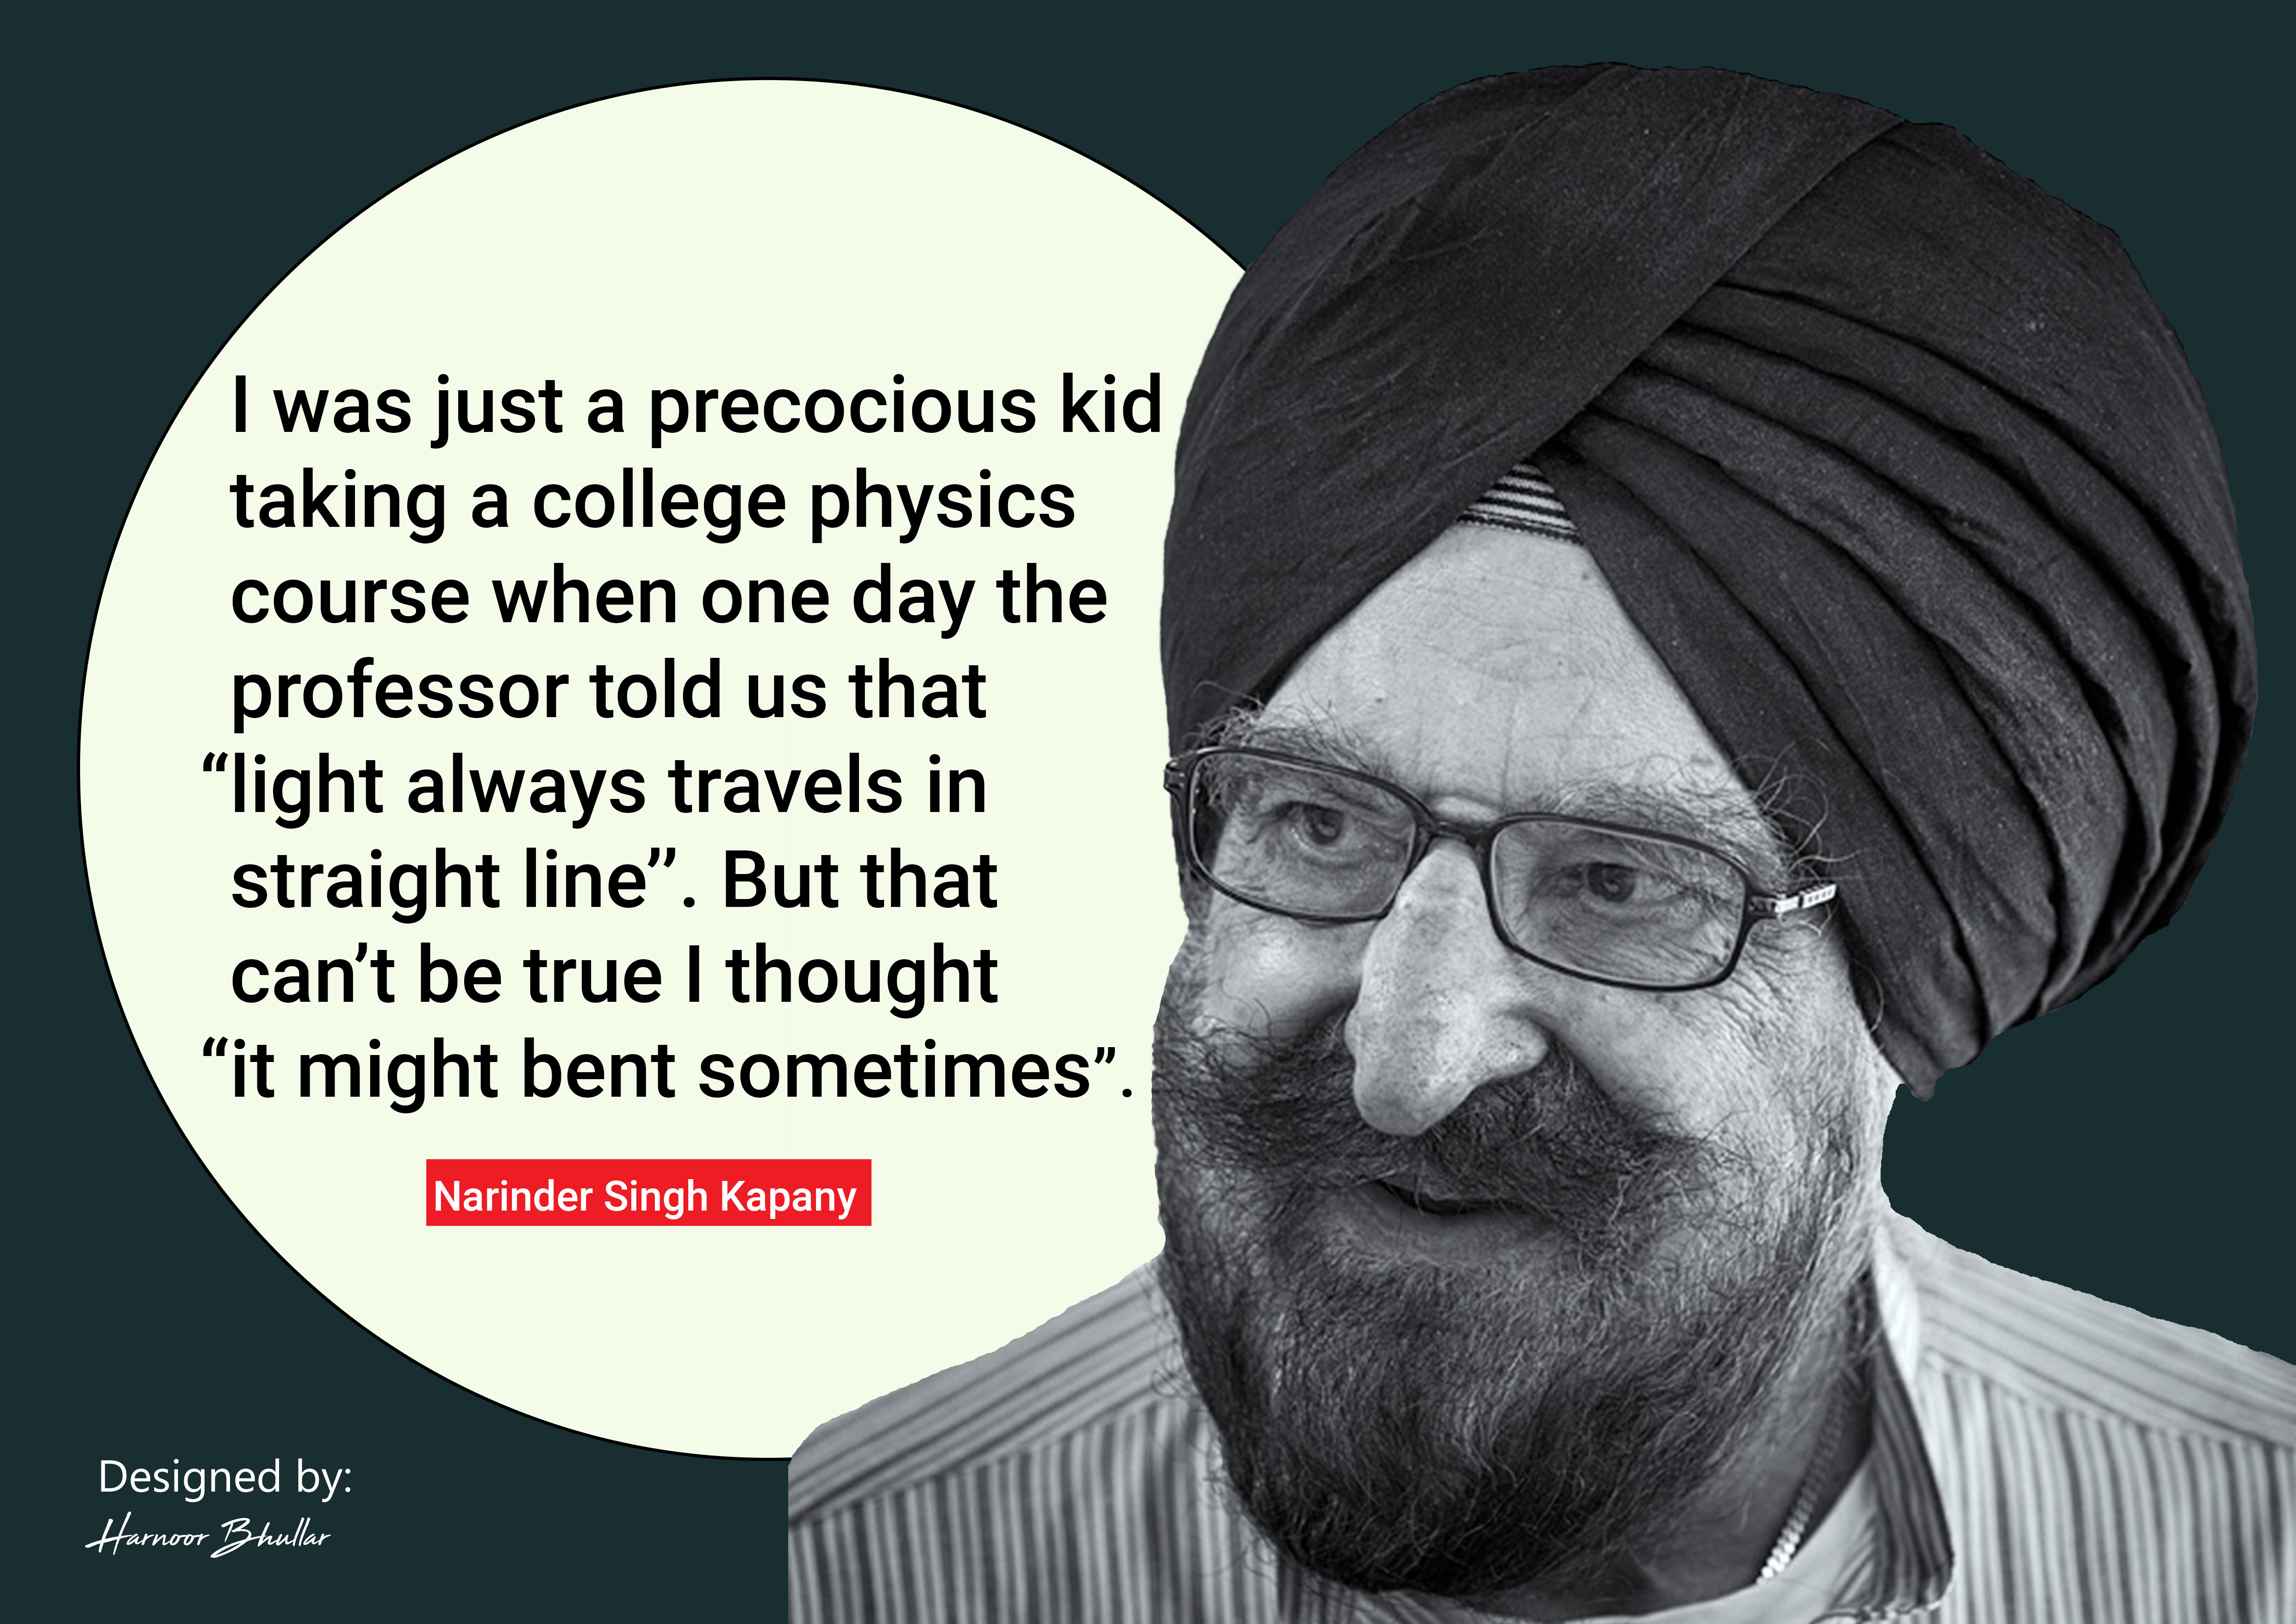 I was just a precocious kid
taking a college physics
course when one day the
professor told us that
“light always travels in
straight line’’. But that
can’t be true I thought
“it might bent sometimes”.
Narinder Singh Kapany
Designed by:
Harnoor Bhullar